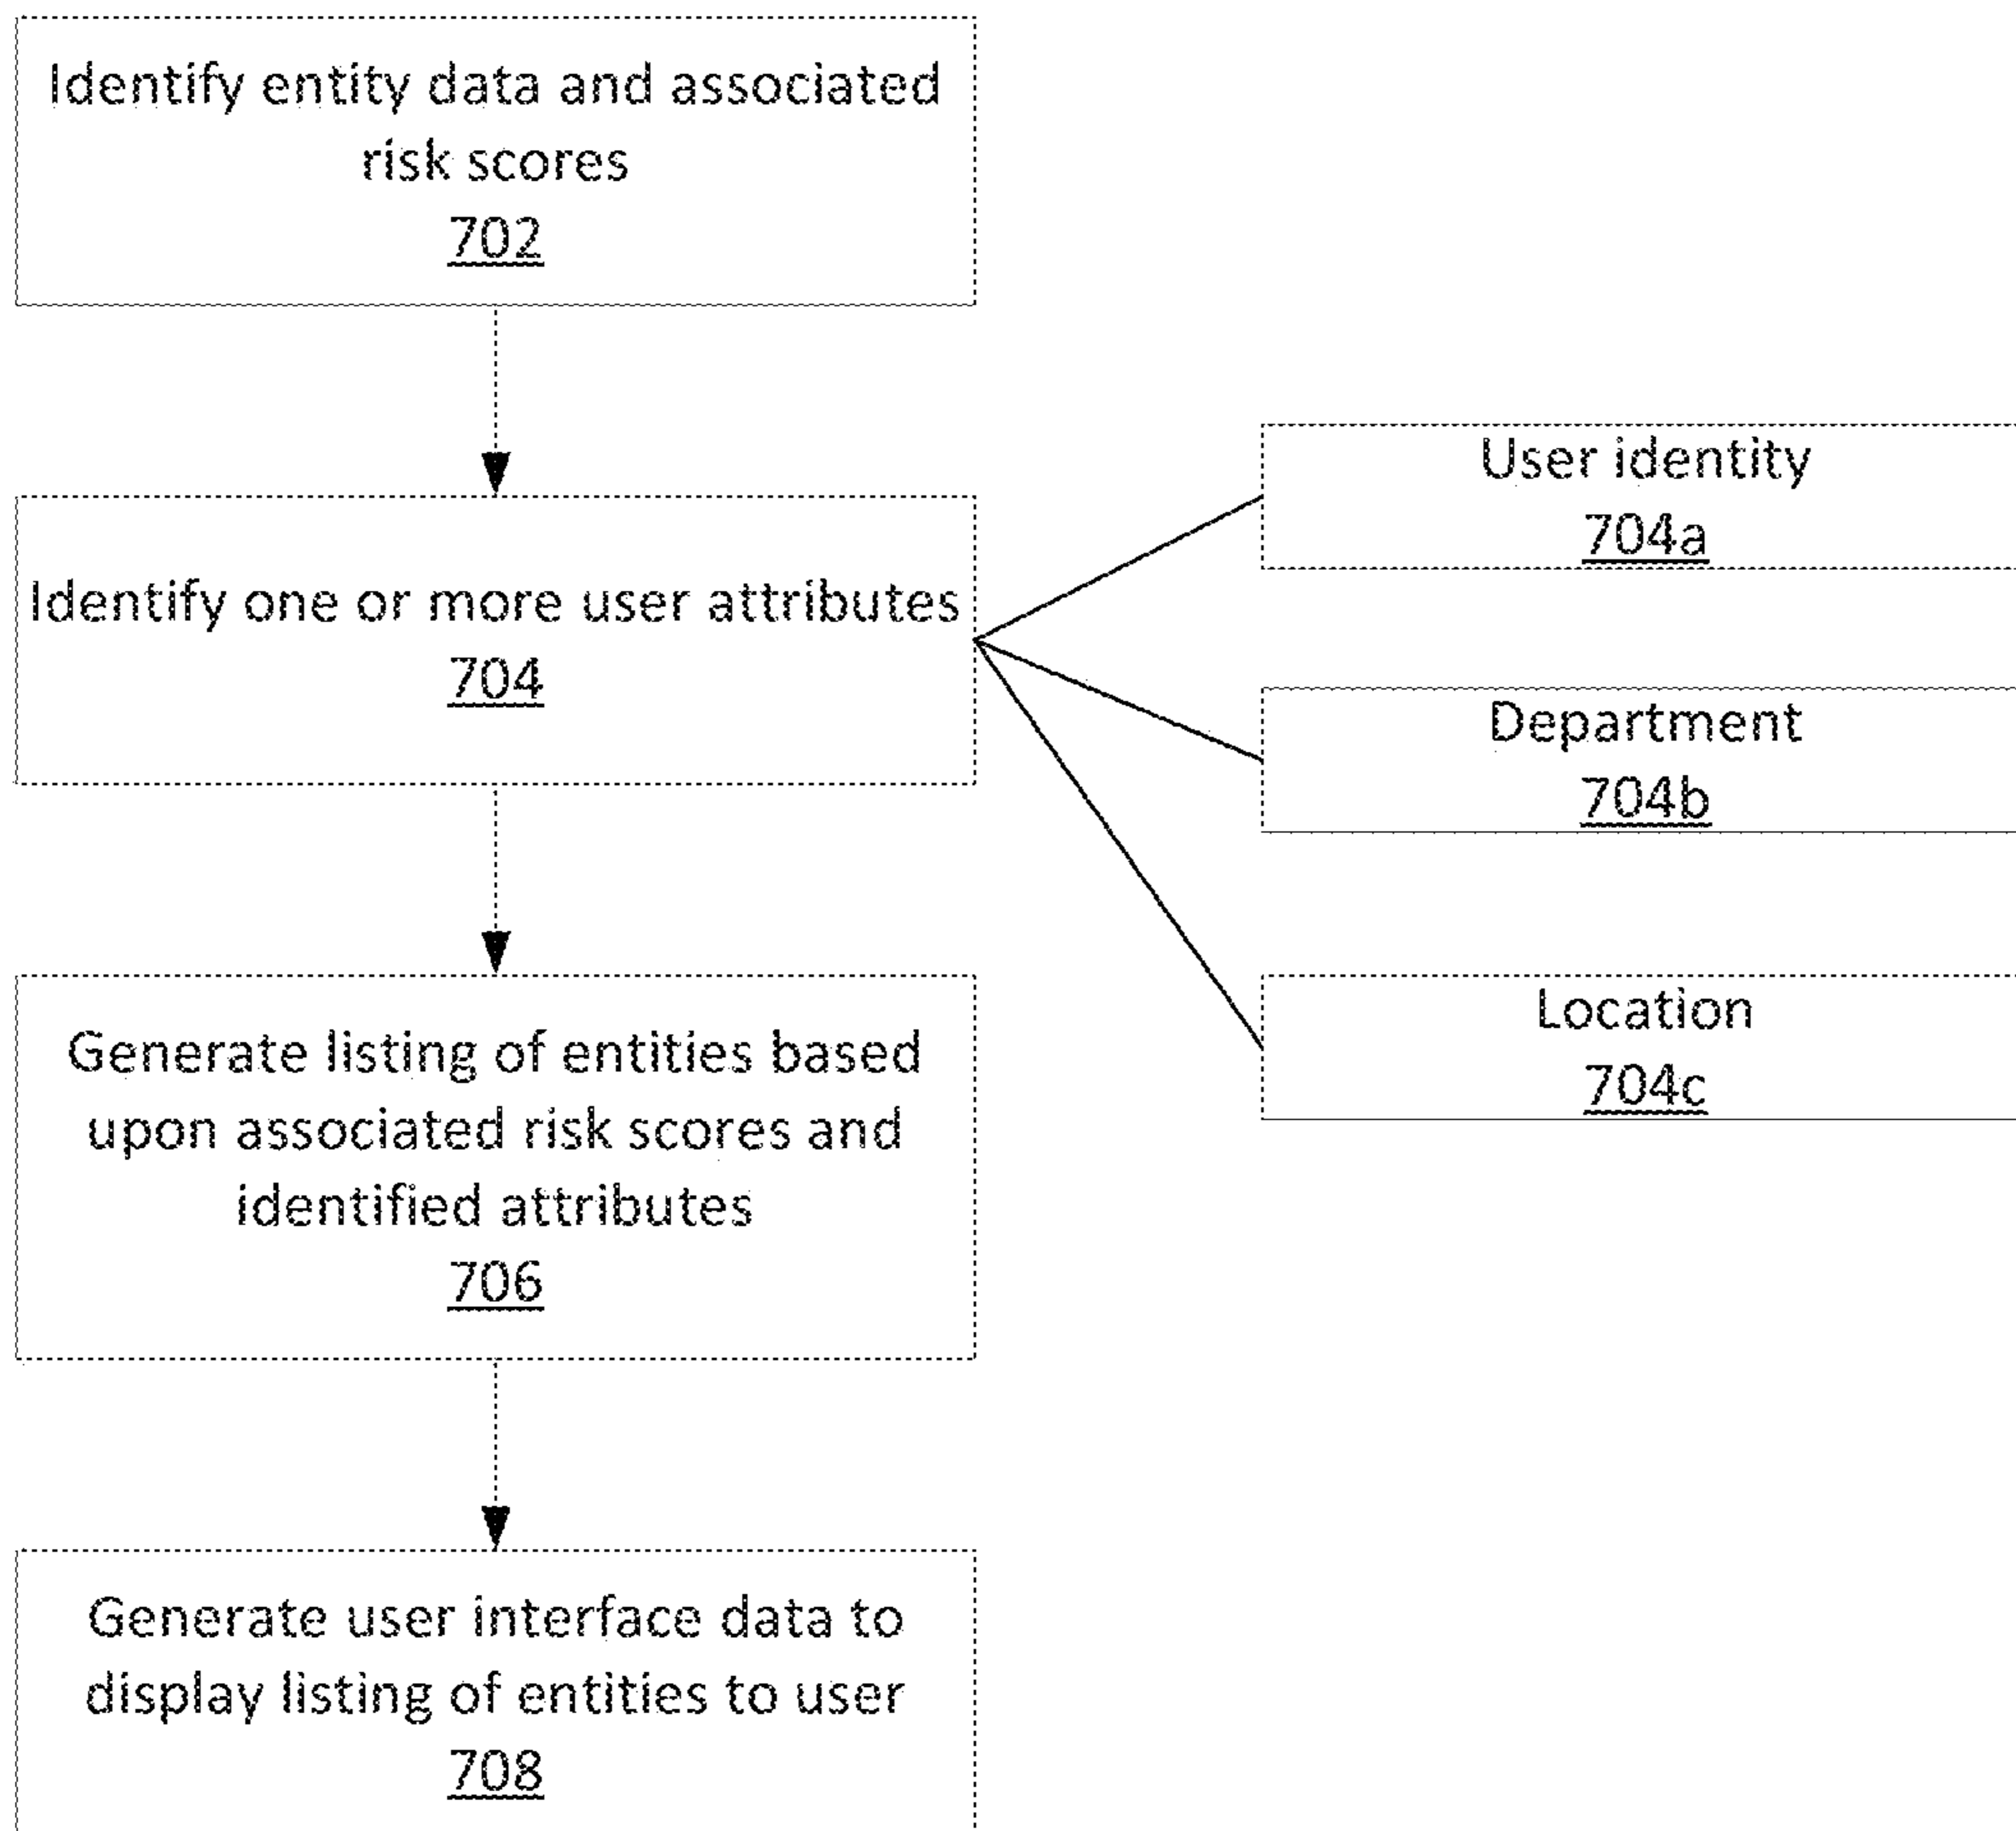 Identify entity data and associated
risk scores
702
Identify one or more user attributes
704
User identity
704a
Department
704b
Location
704c
Generate listing of entities based
upon associated risk scores and
identified attributes
706
Generate user interface data to
display listing of entities to user
708